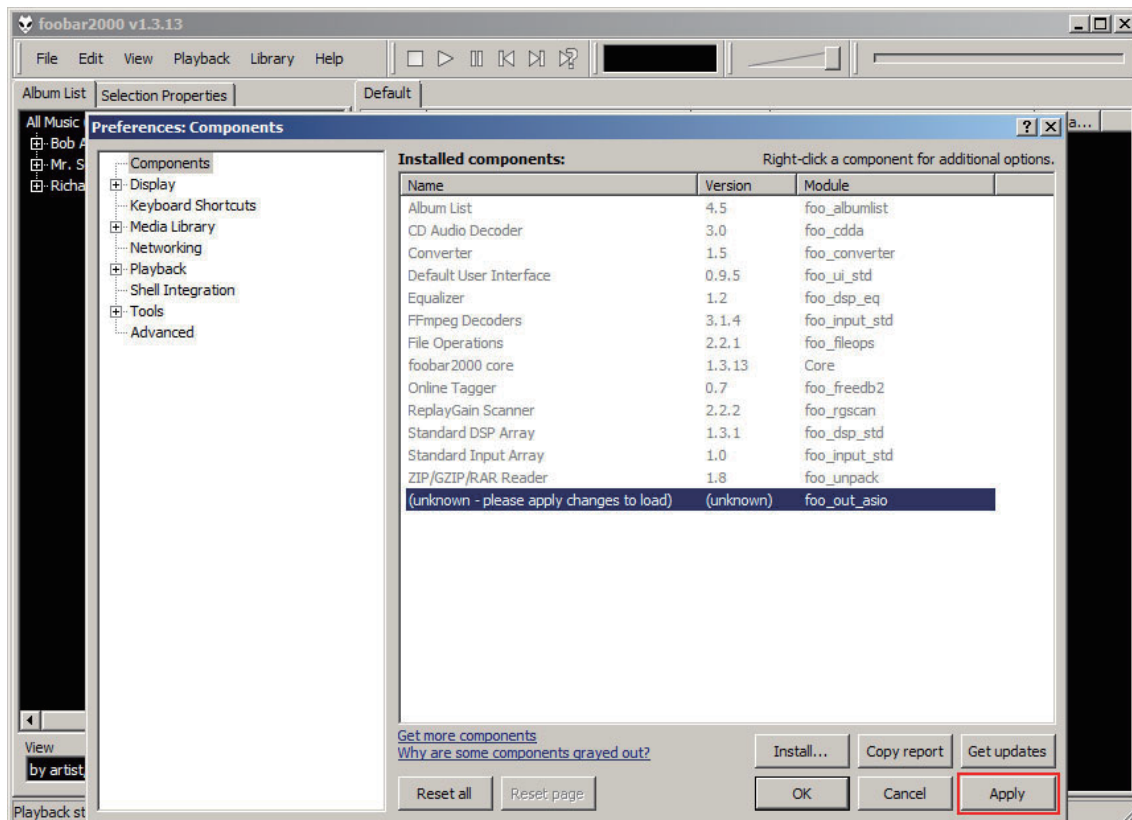 foobar2000 v1.3.13
File Edit View Playback Library Help
Album List Selection Properties Default
All Music
Bob A
Mr. S
Richa
a...
Preferences: Components
Components
Display
Keyboard Shortcuts
Media Library
Networking
Playback
Shell Integration
Tools
Advanced
Installed components: Right-click a component for additional options.
Name Version Module
Album List 4.5 foo_albumlist
CD Audio Decoder 3.0 foo_cdda
Converter 1.5 foo_converter
Default User Interface 0.9.5 foo_ui_std
Equalizer 1.2 foo_dsp_eq
FFmpeg Decoders 3.1.4 foo_input_std
File Operations 2.2.1 foo_fileops
foobar2000 core 1.3.13 Core
Online Tagger 0.7 foo_freedb2
ReplayGain Scanner 2.2.2 foo_rgscan
Standard DSP Array 1.3.1 foo_dsp_std
Standard Input Array 1.0 foo_input_std
ZIP/GZIP/RAR Reader 1.8 foo_unpack
(unknown - please apply changes to load) (unknown) foo_out_asio
Get more components
Why are some components grayed out?
Install... Copy report Get updates
Reset all Reset page OK Cancel Apply
View
by artist,
Playback st